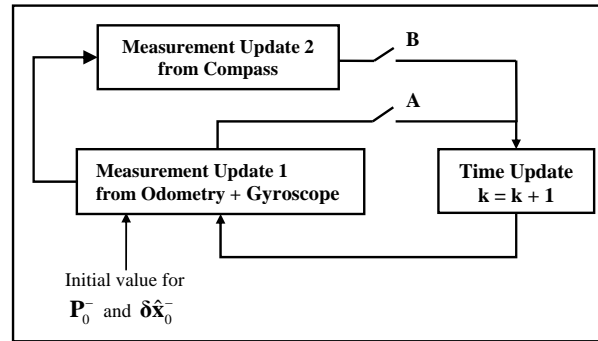 Measurement Update 2
from Compass
B
A
Measurement Update 1
from Odometry + Gyroscope
Time Update
k = k + 1
Initial value for
P₀⁻ and δx̂₀⁻